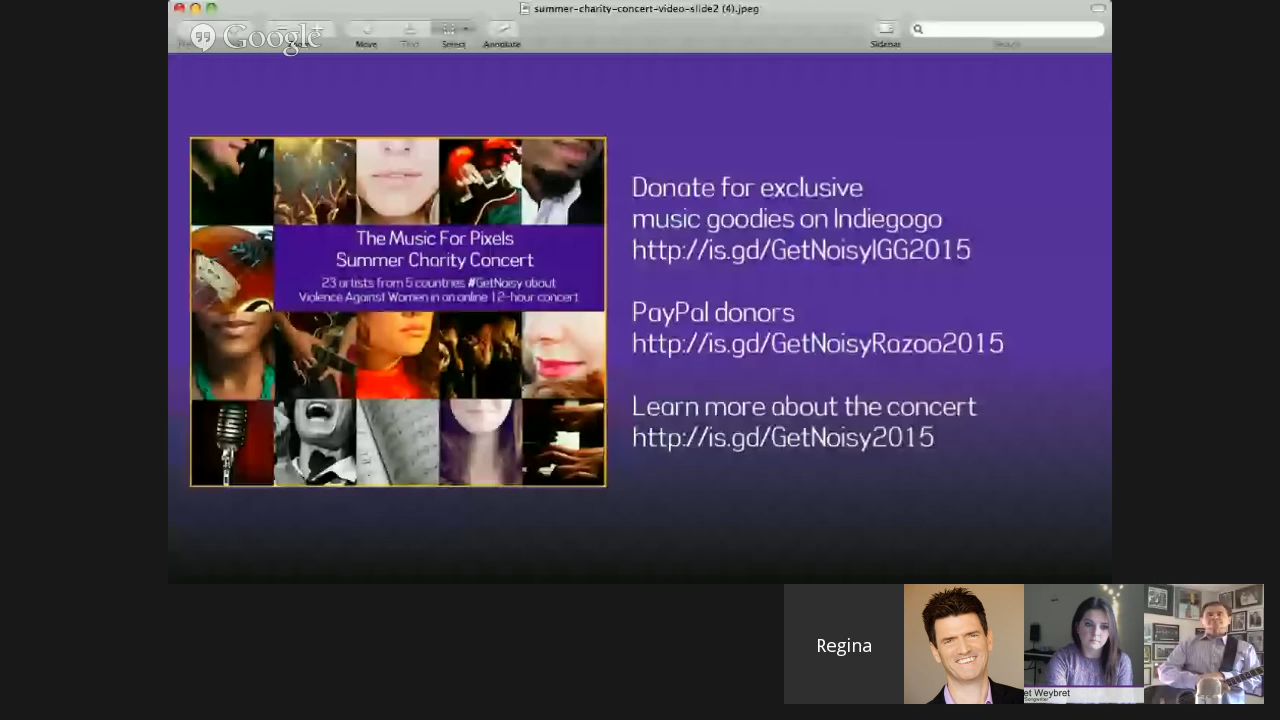 summer-charity-concert-video-slide2 (4).jpeg
Google+
Move
Text
Select
Annotate
Sidebar
Search
The Music For Pixels
Summer Charity Concert
23 artists from 5 countries #GetNoisy about
Violence Against Women in an online 12-hour concert
Donate for exclusive
music goodies on Indiegogo
http://is.gd/GetNoisyIGG2015
PayPal donors
http://is.gd/GetNoisyRazoo2015
Learn more about the concert
http://is.gd/GetNoisy2015
Regina
et Weybret